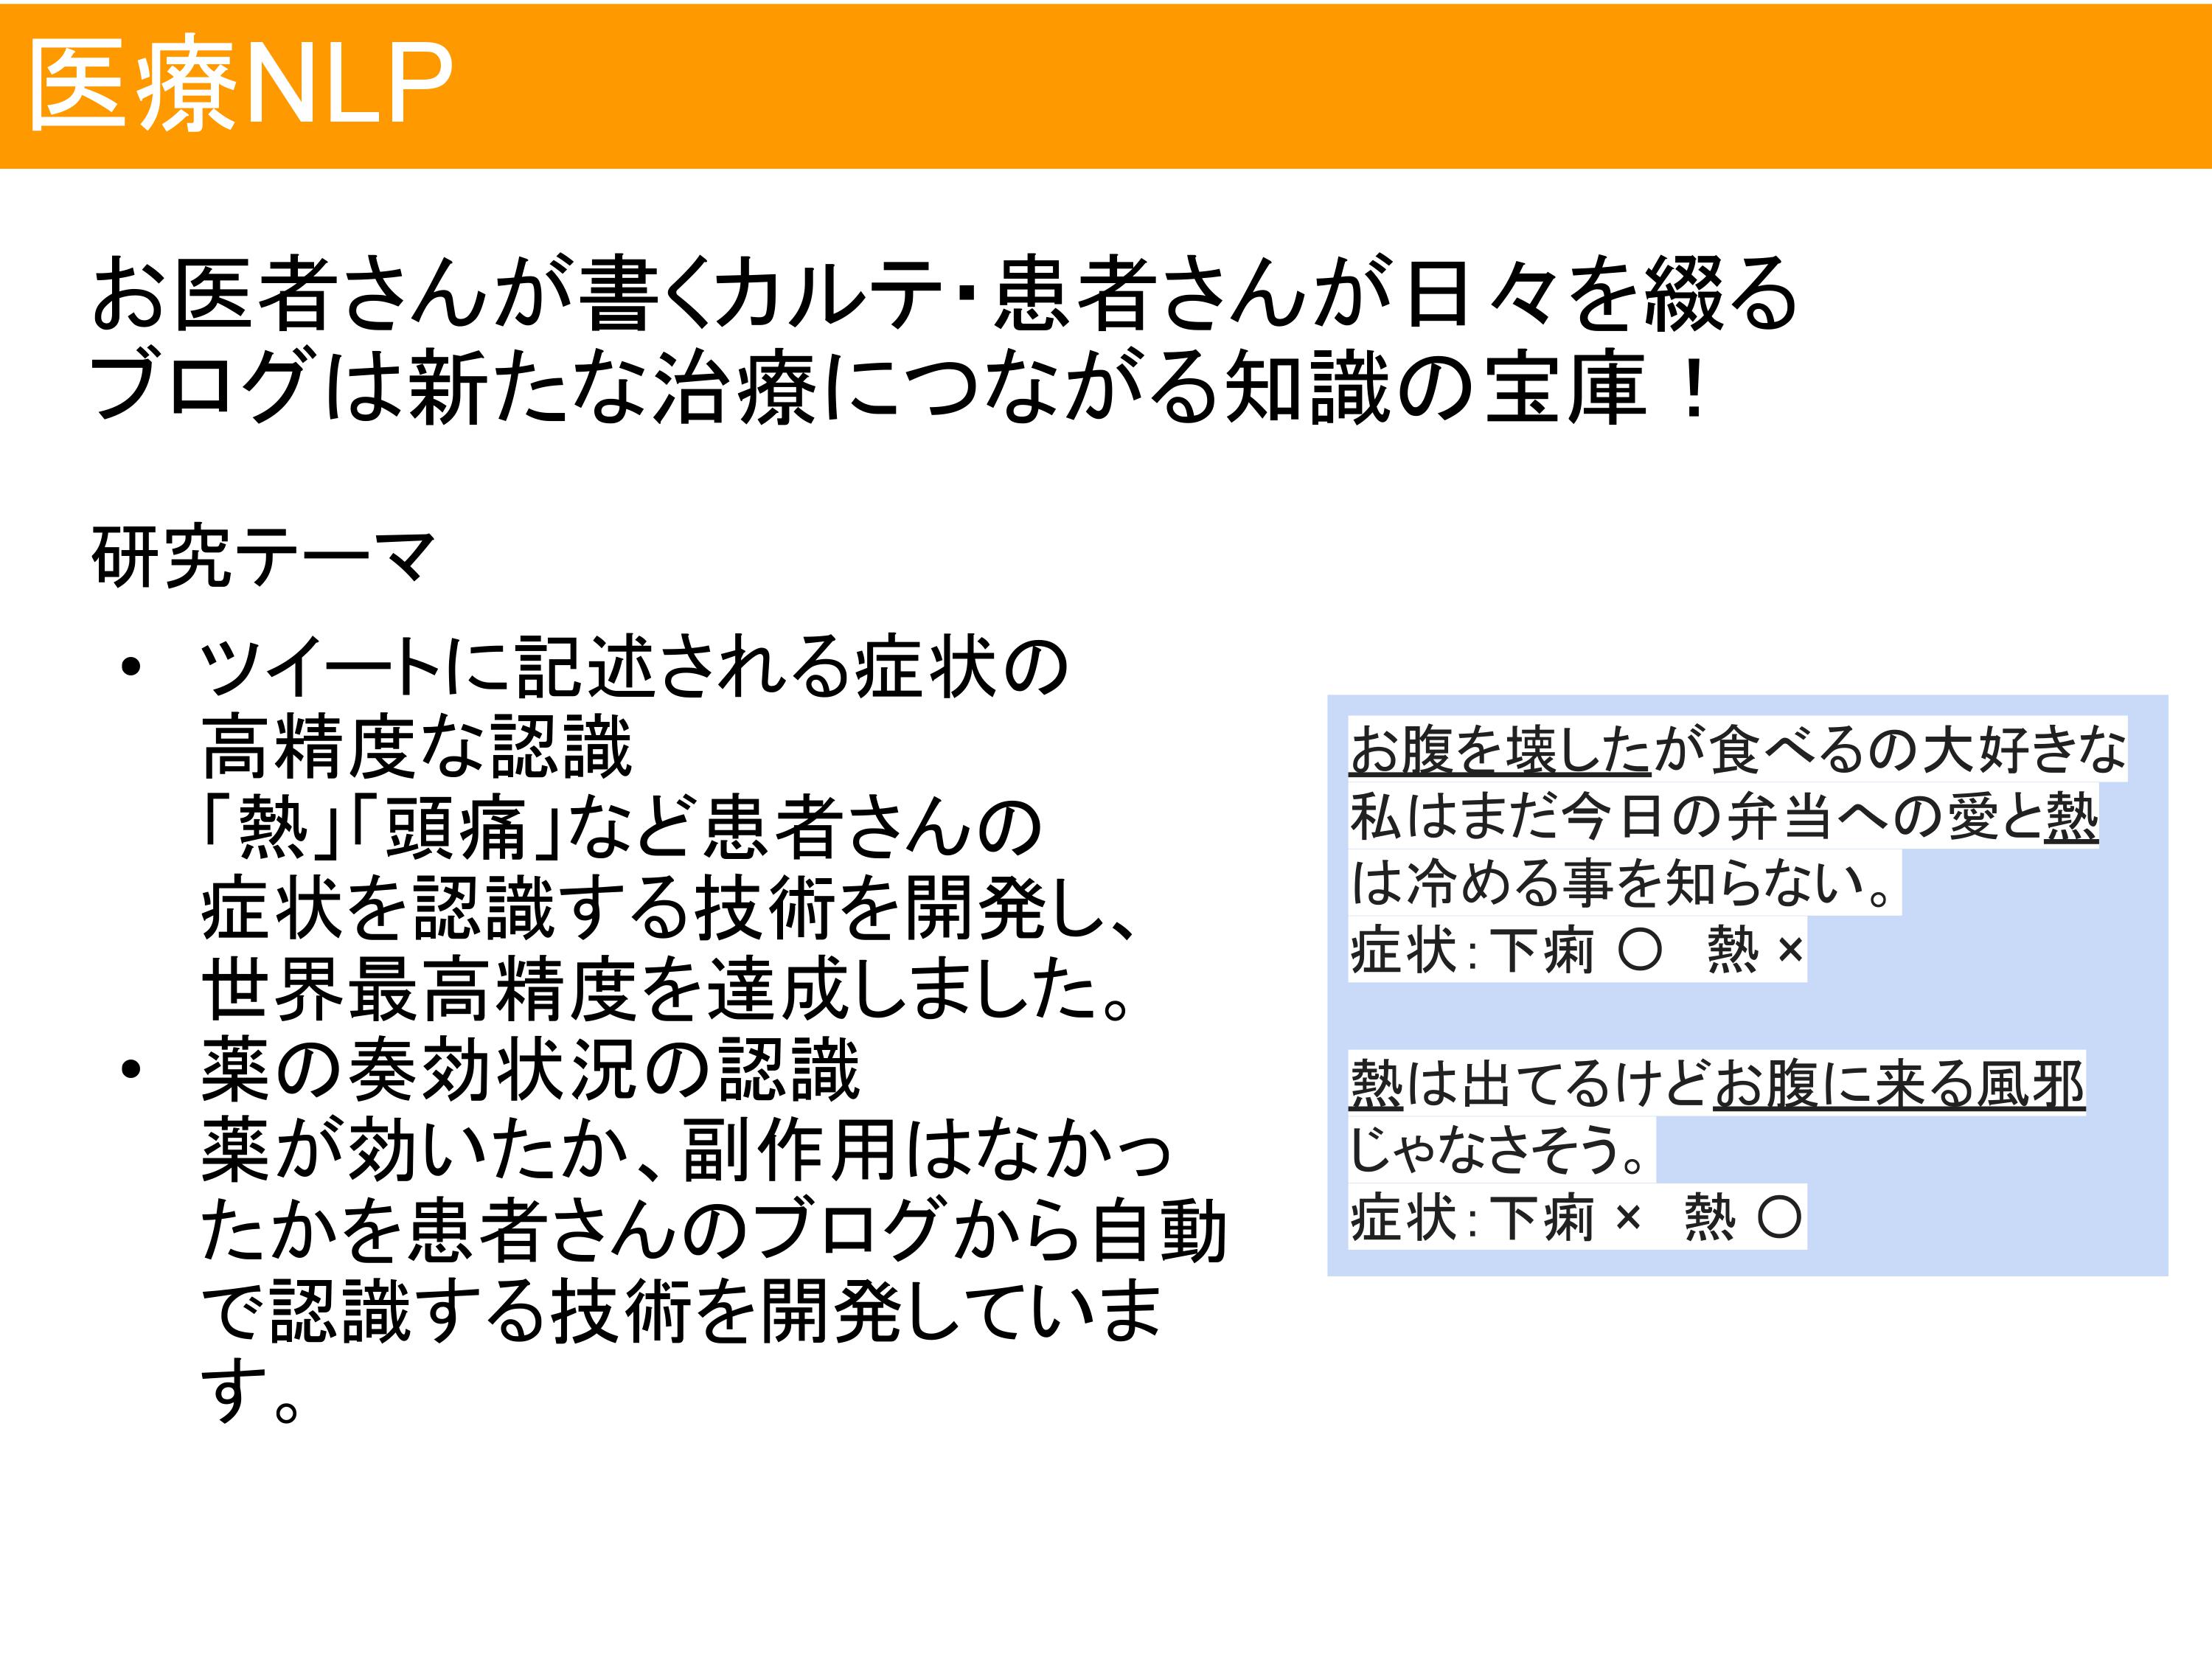 医療NLP
お医者さんが書くカルテ・患者さんが日々を綴る
ブログは新たな治療につながる知識の宝庫！
研究テーマ
• ツイートに記述される症状の
高精度な認識
「熱」「頭痛」など患者さんの
症状を認識する技術を開発し、
世界最高精度を達成しました。
• 薬の奏効状況の認識
薬が効いたか、副作用はなかっ
たかを患者さんのブログから自動
で認識する技術を開発していま
す。
お腹を壊したが食べるの大好きな
私はまだ今日の弁当への愛と熱
は冷める事を知らない。
症状：下痢 〇　熱 ×
熱は出てるけどお腹に来る風邪
じゃなさそう。
症状：下痢 ×　熱 〇